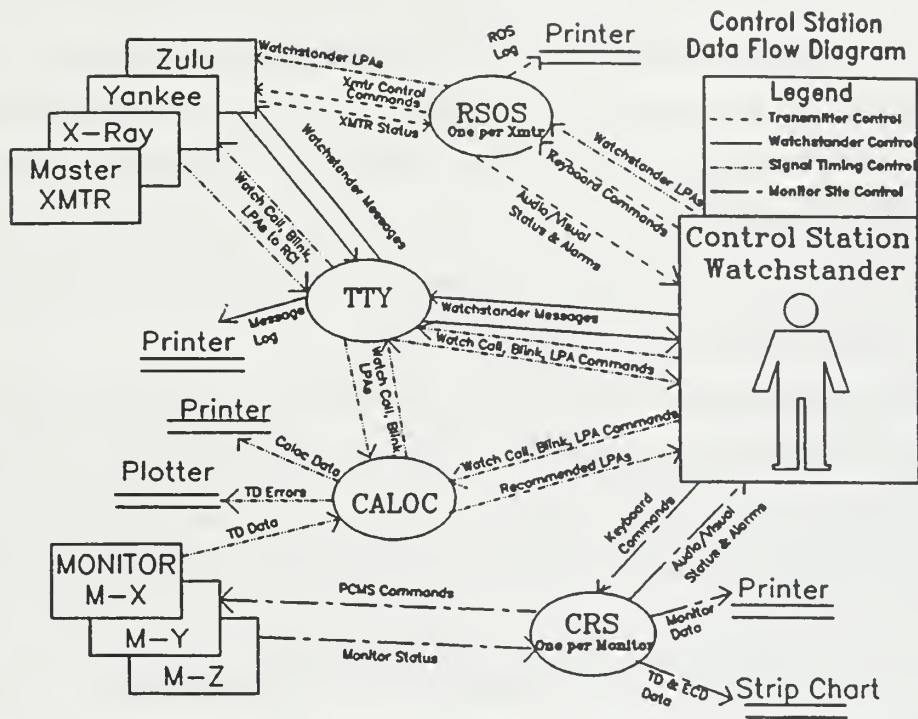 Control Station
Data Flow Diagram
Legend
Transmitter Control
Watchstander Control
Signal Timing Control
Monitor Site Control
Zulu
Yankee
X-Ray
Master
XMTR
Watchstander LPAs
Xmtr Control
Commands
XMTR Status
ROS
Log
Printer
RSOS
One per Xmtr
Watchstander LPAs
Keyboard Commands
Audio/Visual
Status & Alarms
Control Station
Watchstander
Watchstander Messages
Watch Call, Blink,
LPAs to RCI
TTY
Message
Log
Printer
Watchstander Messages
Watch Call, Blink, LPA Commands
Watch Call, Blink
LPAs
Printer
Caloc Data
Plotter
TD Errors
TD Data
CALOC
Watch Call, Blink, LPA Commands
Recommended LPAs
Keyboard
Commands
Audio/Visual
Status & Alarms
MONITOR
M-X
M-Y
M-Z
PCMS Commands
Monitor Status
CRS
One per Monitor
Printer
Monitor
Data
TD & ECD
Data
Strip Chart